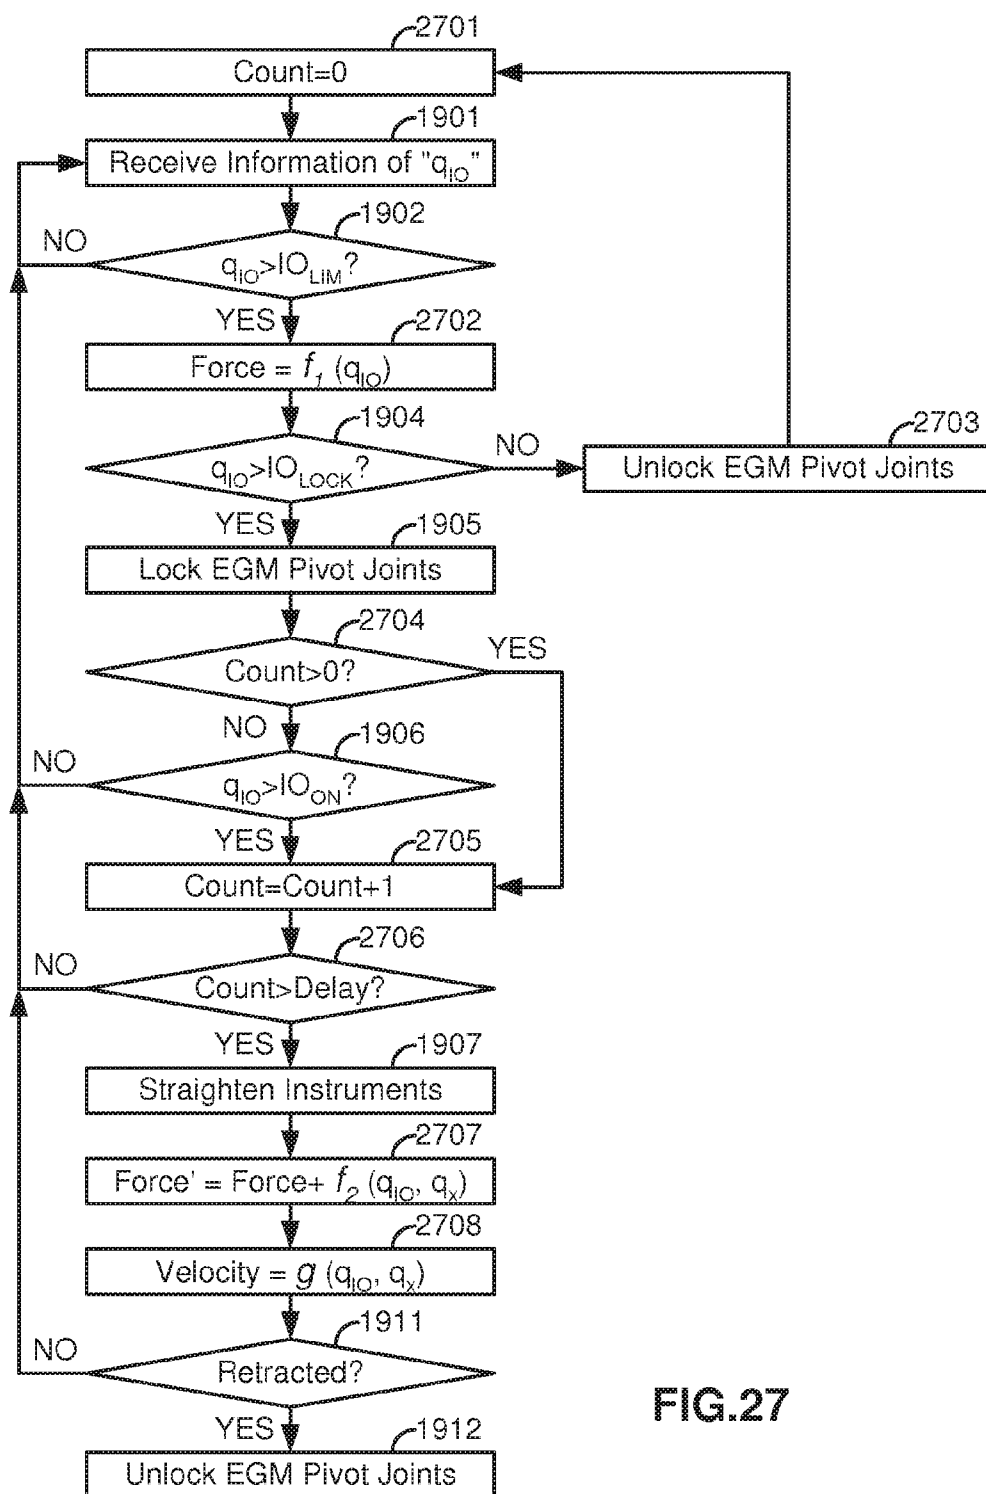 2701
Count=0
1901
Receive Information of "q_IO"
1902
NO
q_IO>IO_LIM?
YES
2702
Force = f_1 (q_IO)
1904
NO
2703
q_IO>IO_LOCK?
Unlock EGM Pivot Joints
YES
1905
Lock EGM Pivot Joints
2704
YES
Count>0?
NO
1906
NO
q_IO>IO_ON?
YES
2705
Count=Count+1
2706
NO
Count>Delay?
YES
1907
Straighten Instruments
2707
Force' = Force+ f_2 (q_IO, q_x)
2708
Velocity = g (q_IO, q_x)
1911
NO
Retracted?
FIG.27
YES
1912
Unlock EGM Pivot Joints